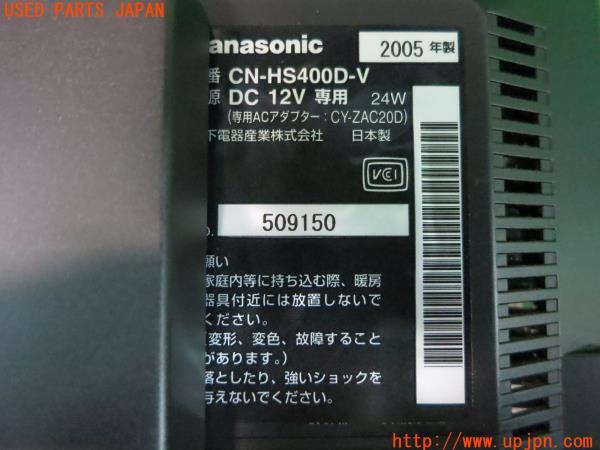 USED PARTS JAPAN
anasonic
2005 年製
番 CN-HS400D-V
源 DC 12V 専用 24W
(専用ACアダプター:CY-ZAC20D)
下電器産業株式会社 日本製
VCI
509150
願い
家庭内等に持ち込む際、暖房
器具付近には放置しないで
ください。
変形、変色、故障すること
があります。)
落としたり、強いショックを
与えないでください。
http://www.upjpn.com/